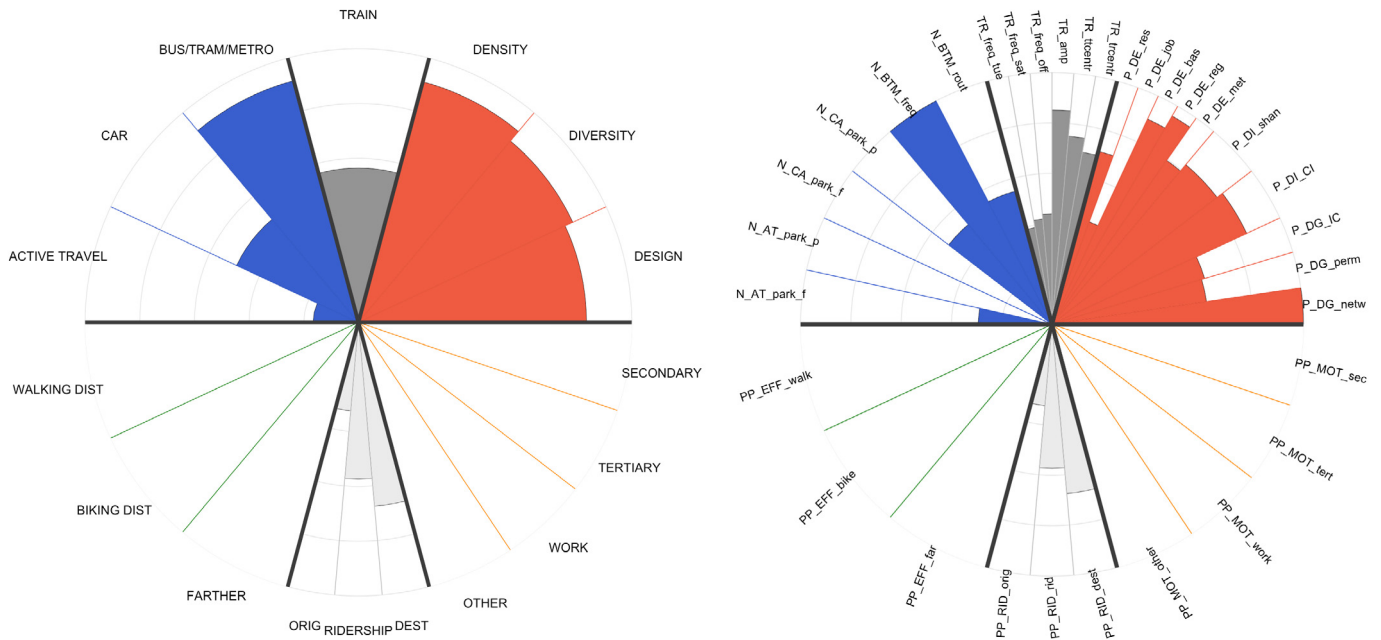 TRAIN
BUS/TRAM/METRO
DENSITY
CAR
DIVERSITY
ACTIVE TRAVEL
DESIGN
WALKING DIST
SECONDARY
BIKING DIST
TERTIARY
FARTHER
WORK
ORIG
RIDERSHIP
DEST
OTHER
N_AT_park_f
N_AT_park_p
N_CA_park_f
N_CA_park_p
N_BTM_freq
N_BTM_rout
TR_freq_tue
TR_freq_sat
TR_freq_off
TR_amp
TR_ttocentr
TR_trcentr
P_DE_res
P_DE_job
P_DE_bas
P_DE_reg
P_DE_met
P_DI_shan
P_DI_CI
P_DG_IC
P_DG_perm
P_DG_netw
PP_MOT_sec
PP_MOT_tert
PP_MOT_work
PP_MOT_other
PP_RID_dest
PP_RID_rid
PP_RID_orig
PP_EFF_far
PP_EFF_bike
PP_EFF_walk